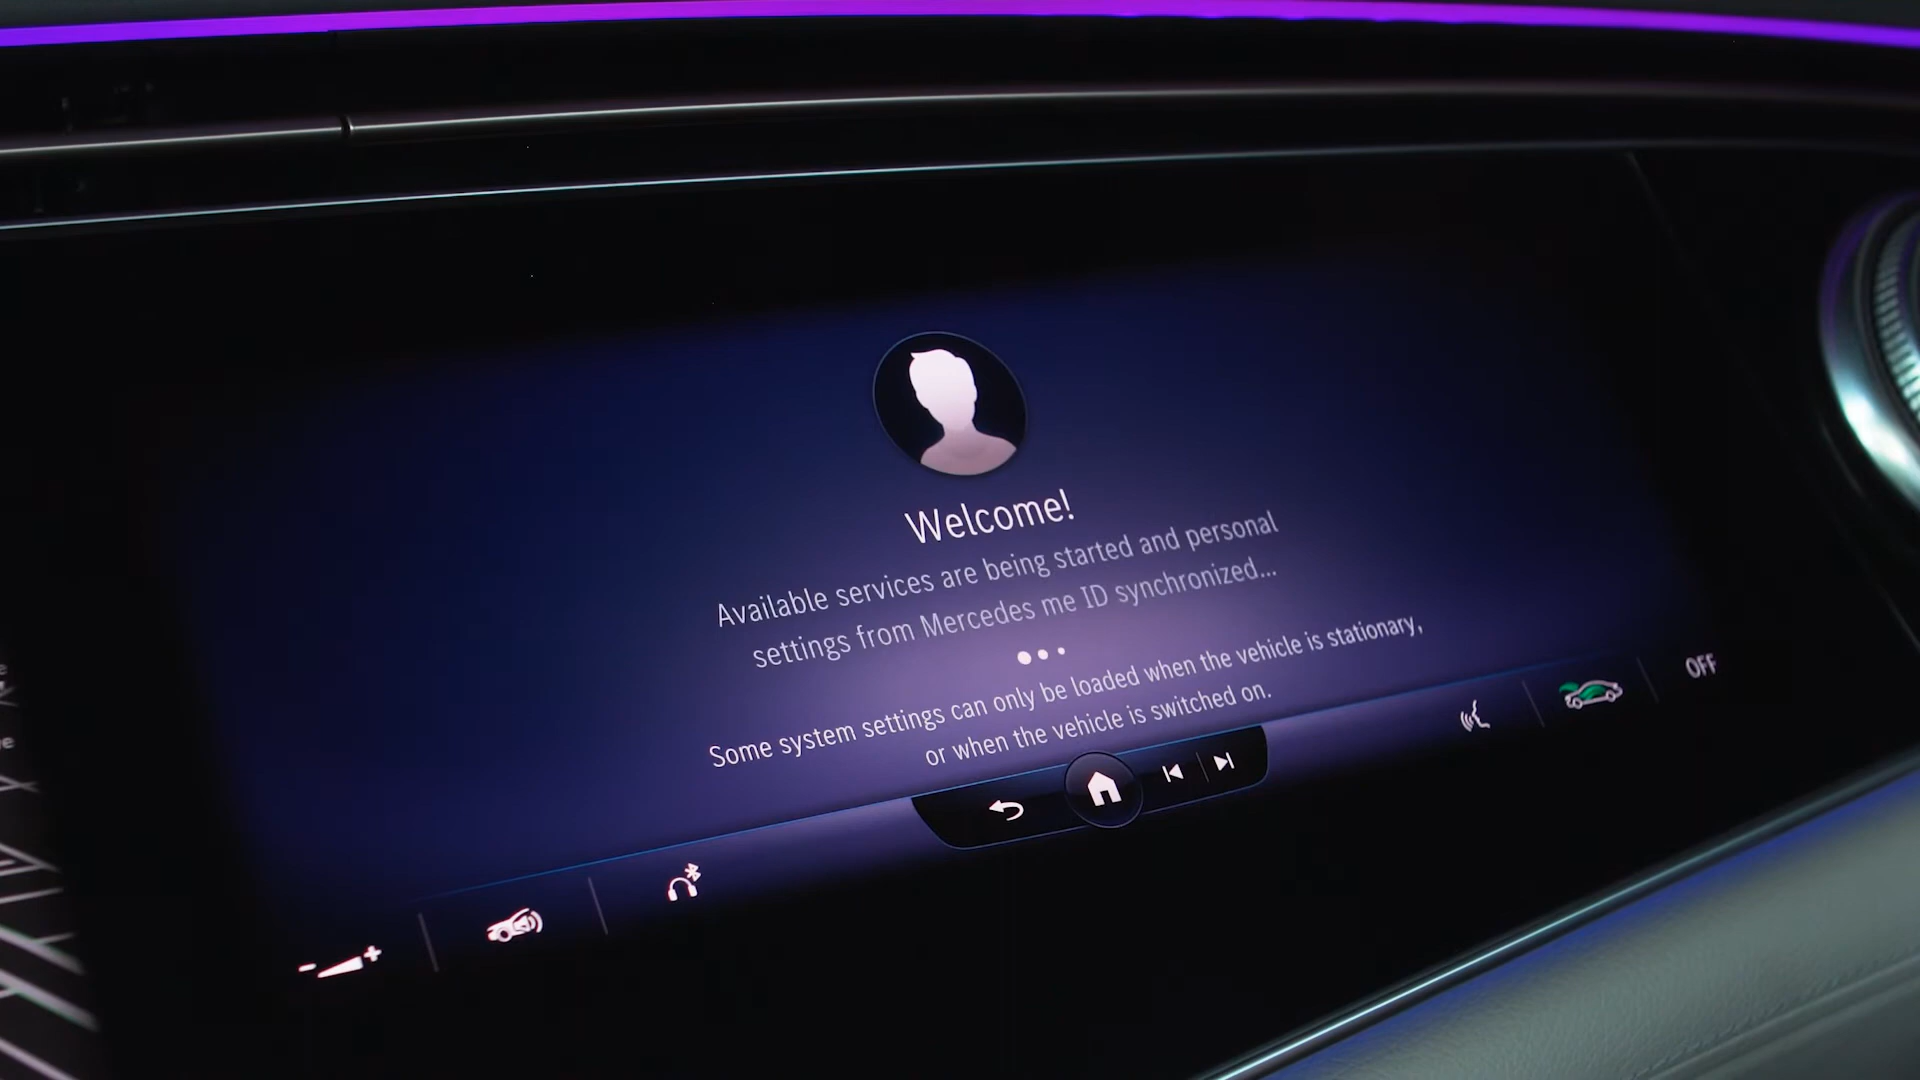 Welcome!
Available services are being started and personal
settings from Mercedes me ID synchronized...
Some system settings can only be loaded when the vehicle is stationary,
or when the vehicle is switched on.
OFF